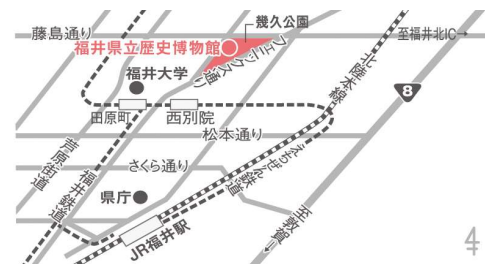 幾久公園
藤島通り
至福井北IC→
福井県立歴史博物館
フェニックス通り
福井大学
北陸本線
8
田原町
西別院
松本通り
芦原街道
福井鉄道
さくら通り
えちぜん鉄道
県庁
至敦賀→
JR福井駅